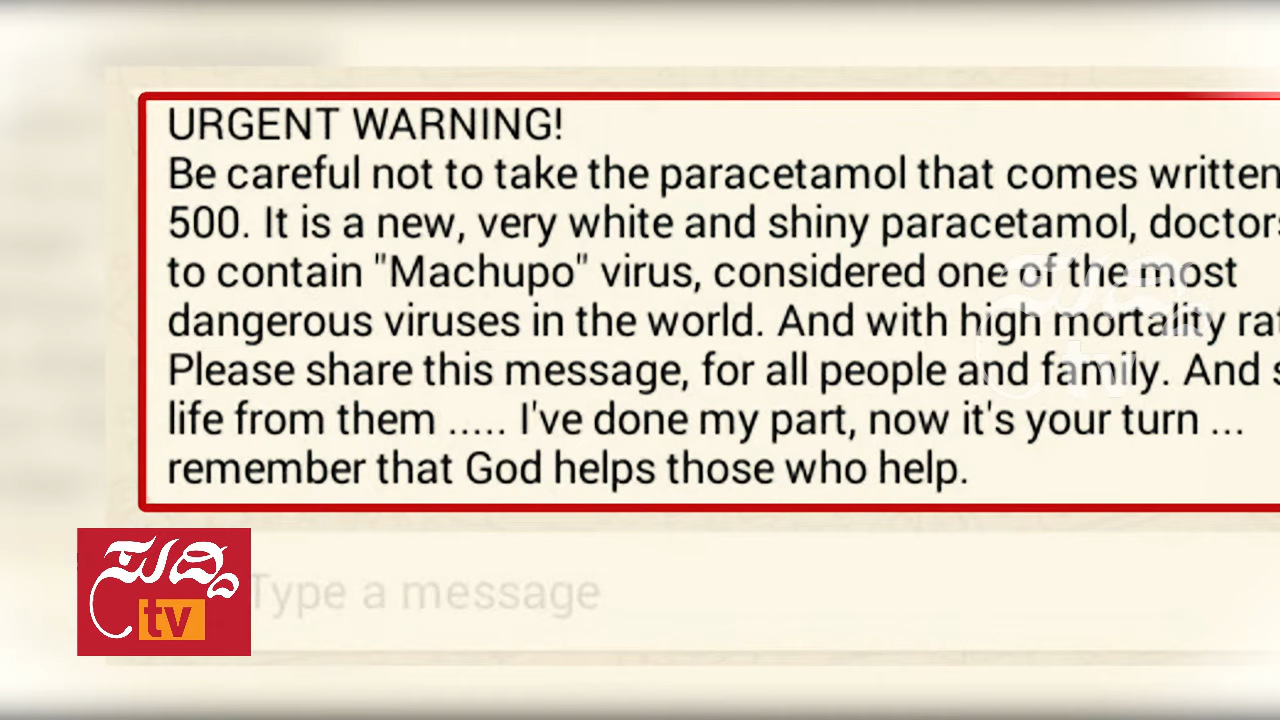 URGENT WARNING!
Be careful not to take the paracetamol that comes written
500. It is a new, very white and shiny paracetamol, doctors
to contain "Machupo" virus, considered one of the most
dangerous viruses in the world. And with high mortality rat
Please share this message, for all people and family. And s
life from them ..... I've done my part, now it's your turn ...
remember that God helps those who help.
Type a message
ಸುದ್ದಿ
tv